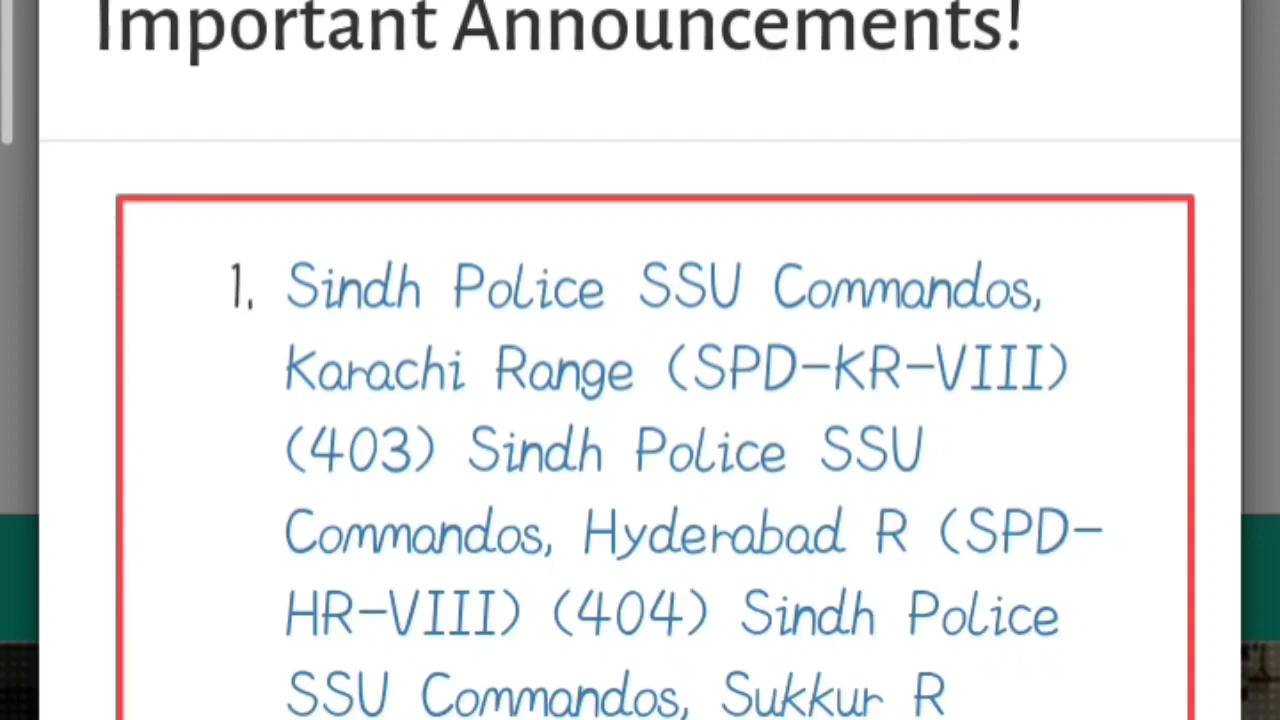 Important Announcements!
1. Sindh Police SSU Commandos,
Karachi Range (SPD-KR-VIII)
(403) Sindh Police SSU
Commandos, Hyderabad R (SPD-
HR-VIII) (404) Sindh Police
SSU Commandos, Sukkur R